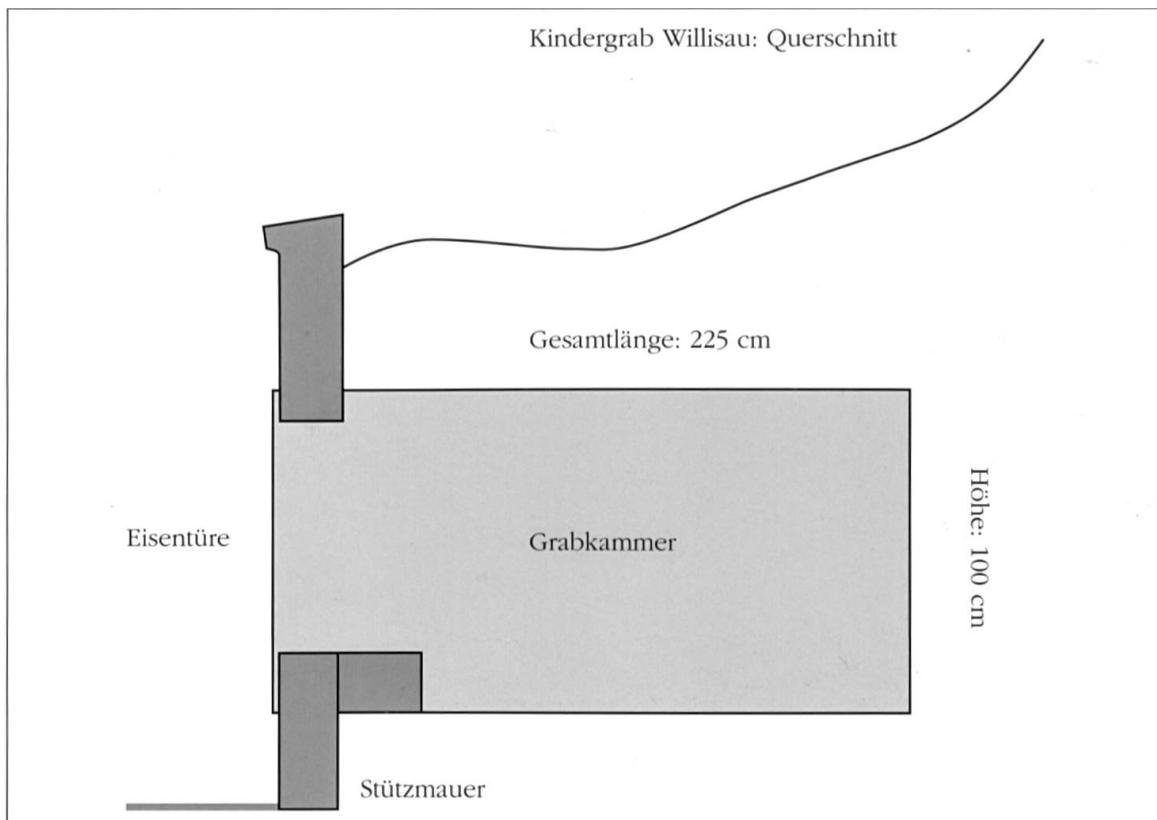 Kindergrab Willisau: Querschnitt
Gesamtlänge: 225 cm
Höhe: 100 cm
Eisentüre
Grabkammer
Stützmauer